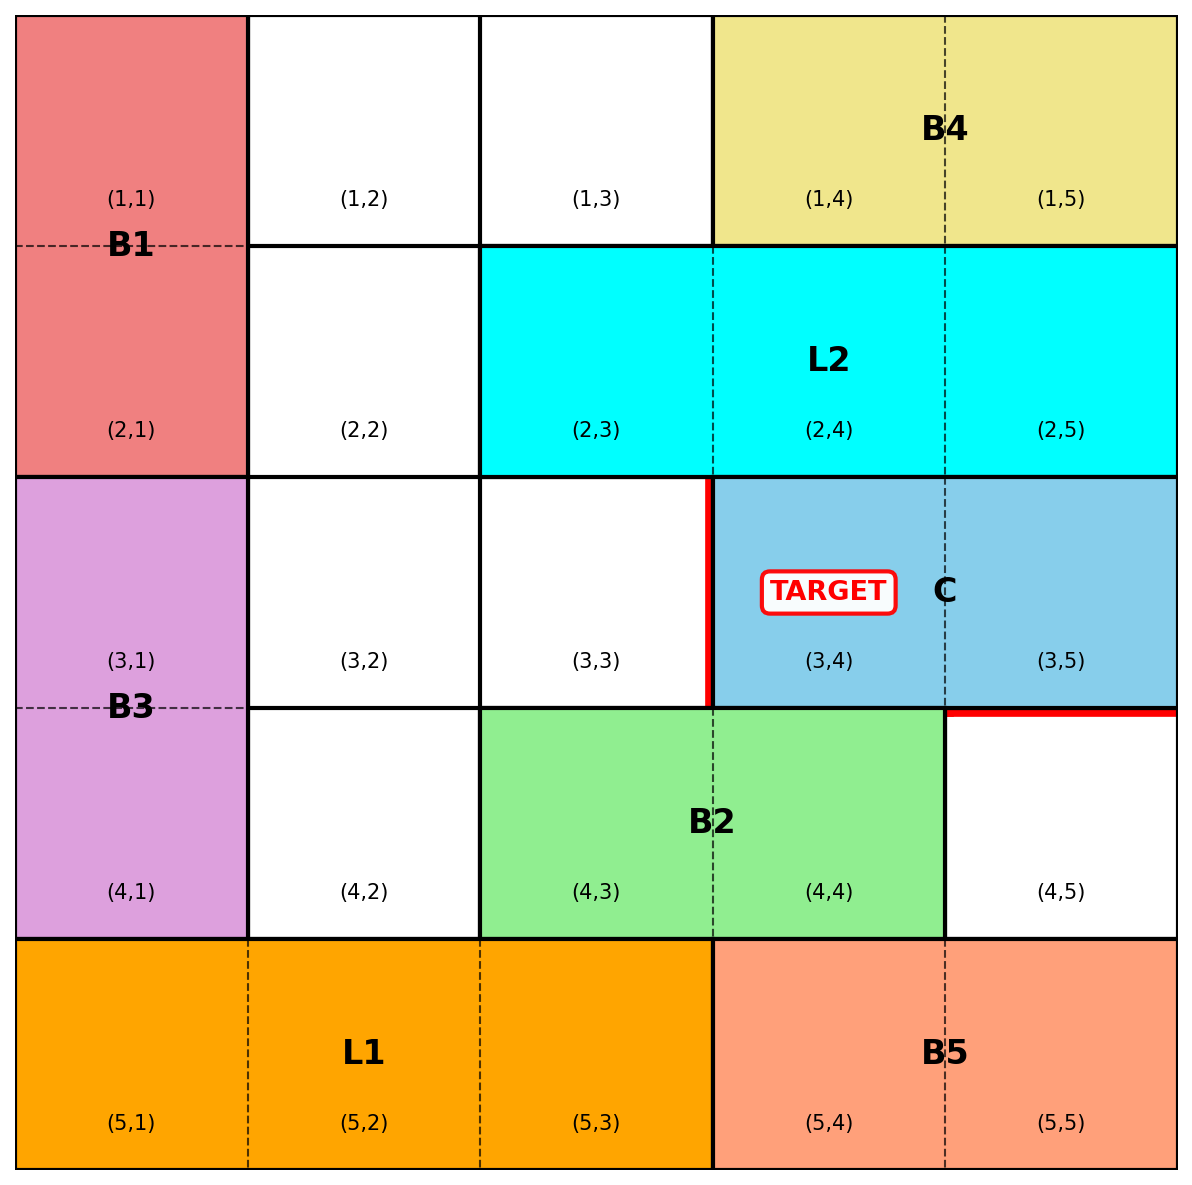 B4
(1,1) (1,2) (1,3) (1,4) (1,5)
B1
L2
(2,1) (2,2) (2,3) (2,4) (2,5)
TARGET C
(3,1) (3,2) (3,3) (3,4) (3,5)
B3
B2
(4,1) (4,2) (4,3) (4,4) (4,5)
L1 B5
(5,1) (5,2) (5,3) (5,4) (5,5)